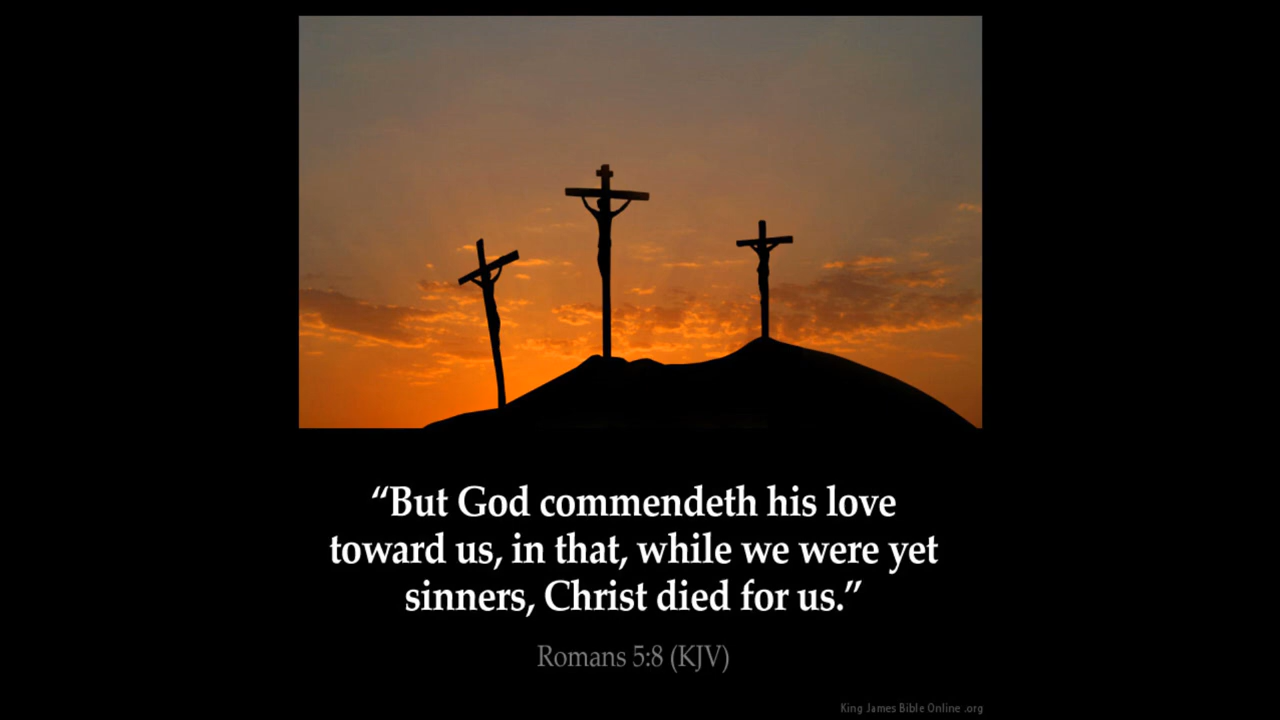 “But God commendeth his love
toward us, in that, while we were yet
sinners, Christ died for us.”
Romans 5:8 (KJV)
King James Bible Online .org